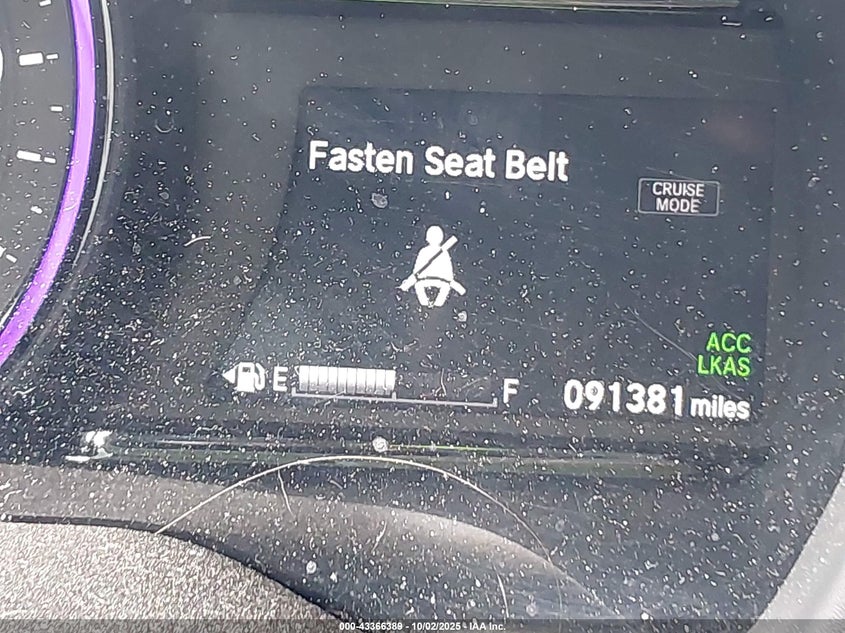 Fasten Seat Belt
CRUISE
MODE
ACC
LKAS
E
F
091381 miles
000-43366389 - 10/02/2025 - IAA Inc.